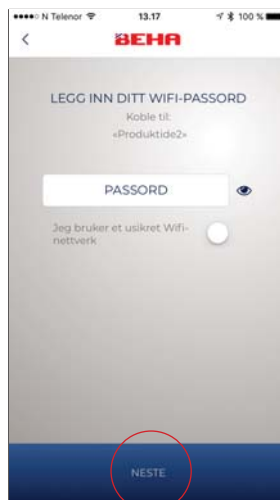 N Telenor 13.17 100 %
BEHA
LEGG INN DITT WIFI-PASSORD
Koble til:
«Produktide2»
PASSORD
Jeg bruker et usikret Wifi-
nettverk
NESTE